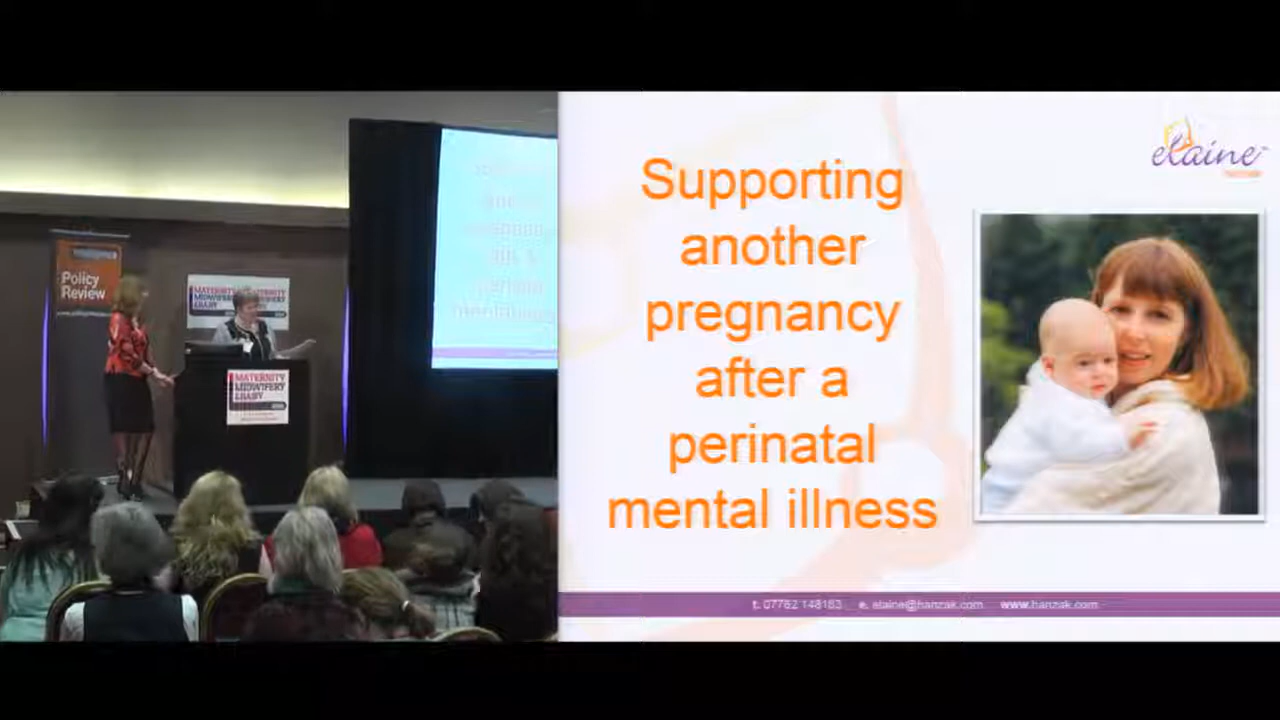 Policy
Review
MATERNITY
MIDWIFERY
&BABY
MATERNITY
MIDWIFERY
&BABY
elaine
Supporting
another
pregnancy
after a
perinatal
mental illness
t. 07762 148163 e. elaine@hanzak.com www.hanzak.com